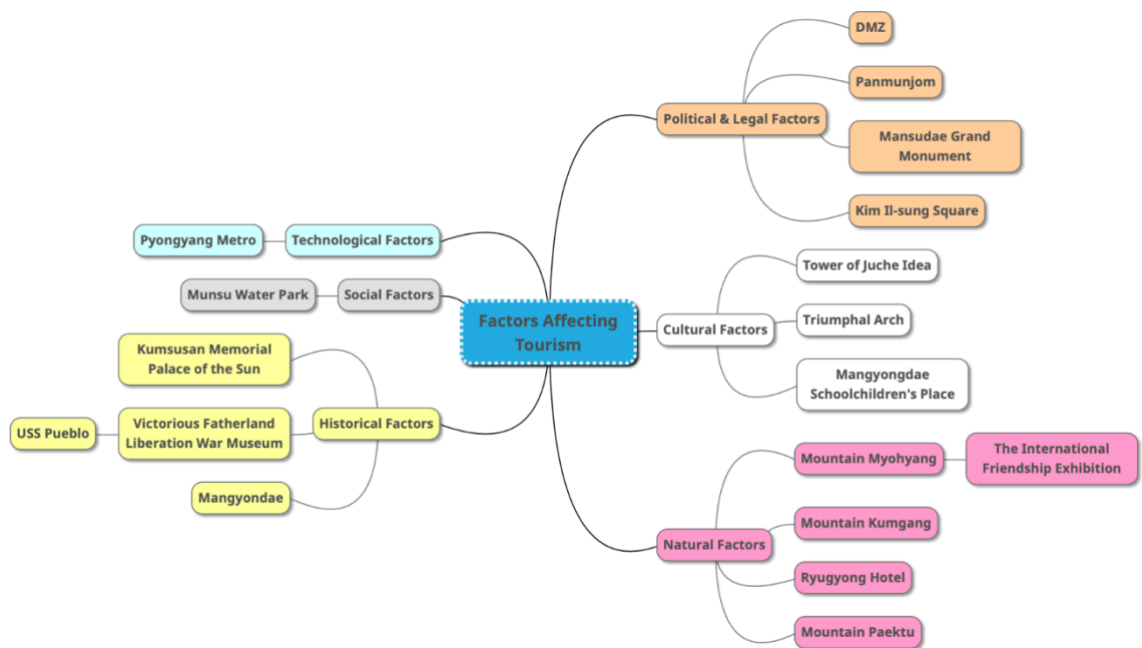 Factors Affecting
Tourism
Political & Legal Factors
DMZ
Panmunjom
Mansudae Grand
Monument
Kim Il-sung Square
Cultural Factors
Tower of Juche Idea
Triumphal Arch
Mangyongdae
Schoolchildren's Place
Natural Factors
Mountain Myohyang
The International
Friendship Exhibition
Mountain Kumgang
Ryugyong Hotel
Mountain Paektu
Technological Factors
Pyongyang Metro
Social Factors
Munsu Water Park
Historical Factors
Kumsusan Memorial
Palace of the Sun
Victorious Fatherland
Liberation War Museum
USS Pueblo
Mangyondae